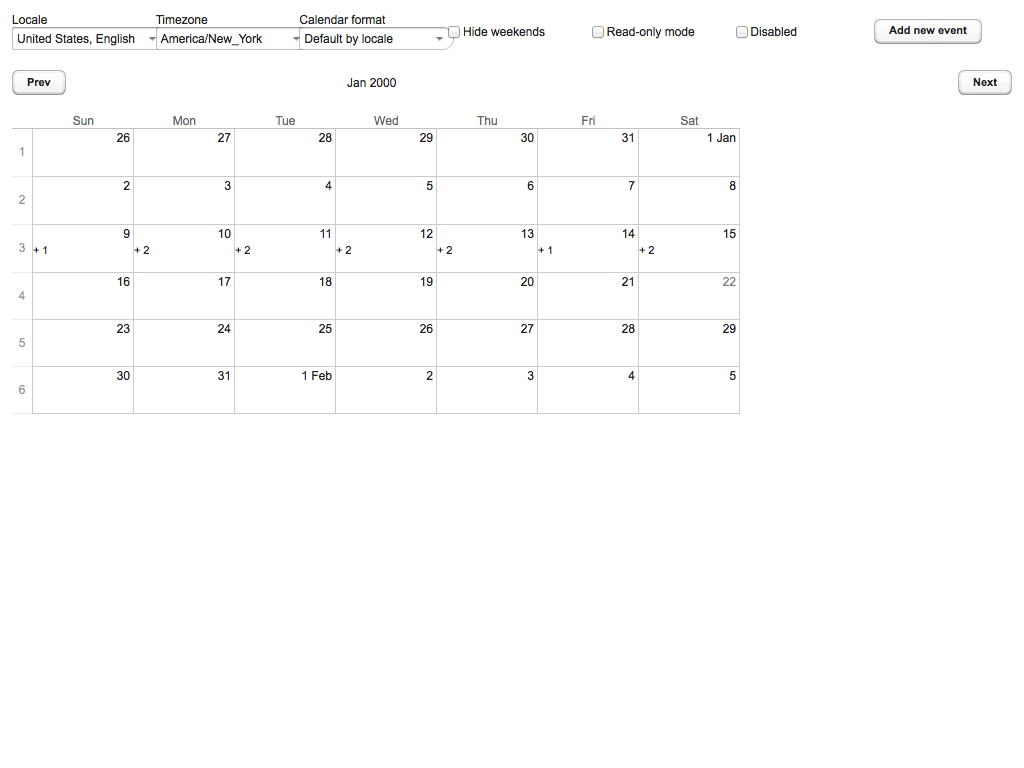 Locale Timezone Calendar format
United States, English America/New_York Default by locale Hide weekends Read-only mode Disabled Add new event
Prev Jan 2000 Next
Sun Mon Tue Wed Thu Fri Sat
1 26 27 28 29 30 31 1 Jan
2 2 3 4 5 6 7 8
3 9 10 11 12 13 14 15
+ 1 + 2 + 2 + 2 + 2 + 1 + 2
4 16 17 18 19 20 21 22
5 23 24 25 26 27 28 29
6 30 31 1 Feb 2 3 4 5